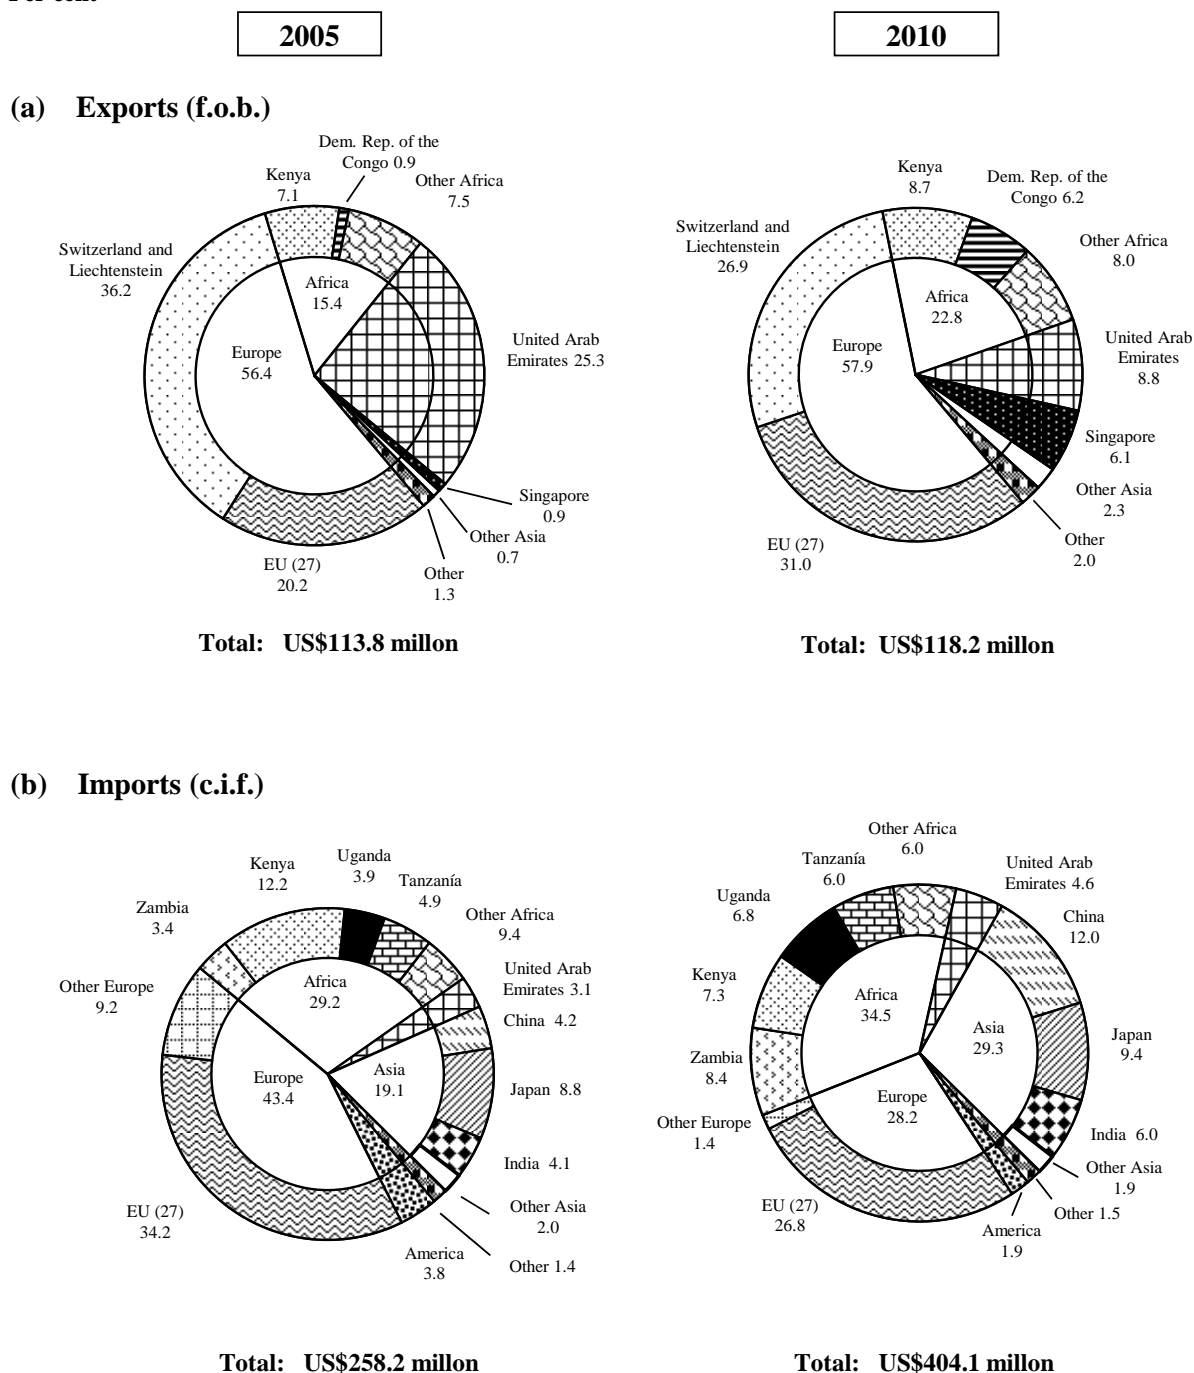 Per cent
2005
2010
(a) Exports (f.o.b.)
Dem. Rep. of the
Congo 0.9
Kenya
7.1
Other Africa
7.5
Switzerland and
Liechtenstein
36.2
Africa
15.4
Europe
56.4
United Arab
Emirates 25.3
Singapore
0.9
Other Asia
0.7
Other
1.3
EU (27)
20.2
Total: US$113.8 millon
Kenya
8.7
Dem. Rep. of the
Congo 6.2
Other Africa
8.0
Switzerland and
Liechtenstein
26.9
Africa
22.8
Europe
57.9
United Arab
Emirates
8.8
Singapore
6.1
Other Asia
2.3
Other
2.0
EU (27)
31.0
Total: US$118.2 millon
(b) Imports (c.i.f.)
Uganda
3.9
Kenya
12.2
Tanzanía
4.9
Zambia
3.4
Other Africa
9.4
Other Europe
9.2
Africa
29.2
United Arab
Emirates 3.1
China 4.2
Europe
43.4
Asia
19.1
Japan 8.8
India 4.1
Other Asia
2.0
EU (27)
34.2
America
3.8
Other 1.4
Total: US$258.2 millon
Other Africa
6.0
Tanzanía
6.0
United Arab
Emirates 4.6
Uganda
6.8
China
12.0
Kenya
7.3
Africa
34.5
Asia
29.3
Japan
9.4
Zambia
8.4
Europe
28.2
Other Europe
1.4
India 6.0
Other Asia
1.9
EU (27)
26.8
Other 1.5
America
1.9
Total: US$404.1 millon